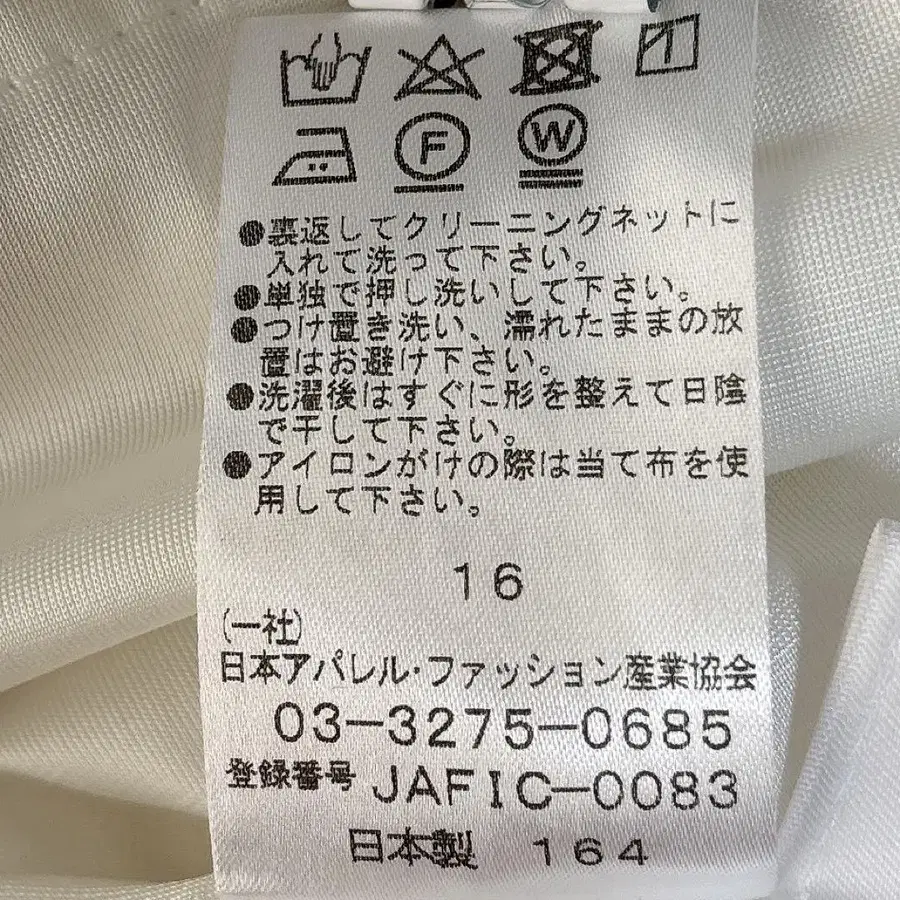 F
W
●裏返してクリーニングネットに
入れて洗って下さい。
●単独で押し洗いして下さい。
●つけ置き洗い、濡れたままの放
置はお避け下さい。
●洗濯後はすぐに形を整えて日陰
で干して下さい。
●アイロンがけの際は当て布を使
用して下さい。
16
(一社)
日本アパレル・ファッション産業協会
03-3275-0685
登録番号 JAFIC-0083
日本製 164